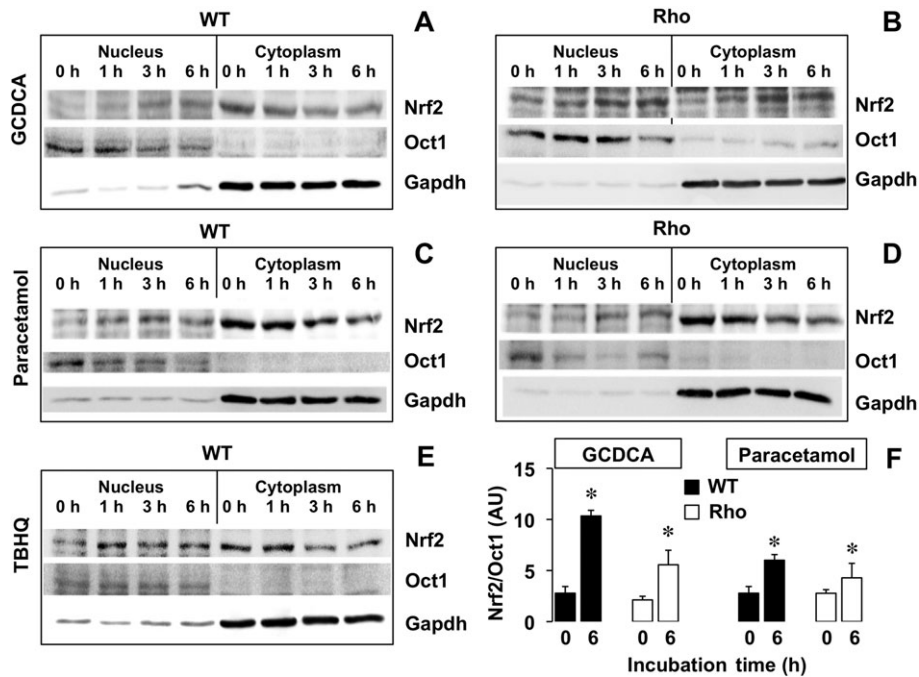 WT
A
GCDCA
Nucleus Cytoplasm
0 h 1 h 3 h 6 h 0 h 1 h 3 h 6 h
Nrf2
Oct1
Gapdh
Rho
B
Nucleus Cytoplasm
0 h 1 h 3 h 6 h 0 h 1 h 3 h 6 h
Nrf2
Oct1
Gapdh
WT
C
Paracetamol
Nucleus Cytoplasm
0 h 1 h 3 h 6 h 0 h 1 h 3 h 6 h
Nrf2
Oct1
Gapdh
Rho
D
Nucleus Cytoplasm
0 h 1 h 3 h 6 h 0 h 1 h 3 h 6 h
Nrf2
Oct1
Gapdh
WT
E
TBHQ
Nucleus Cytoplasm
0 h 1 h 3 h 6 h 0 h 1 h 3 h 6 h
Nrf2
Oct1
Gapdh
GCDCA Paracetamol F
WT
Rho
Nrf2/Oct1 (AU)
15
10
5
0
* * * *
0 6 0 6 0 6 0 6
Incubation time (h)